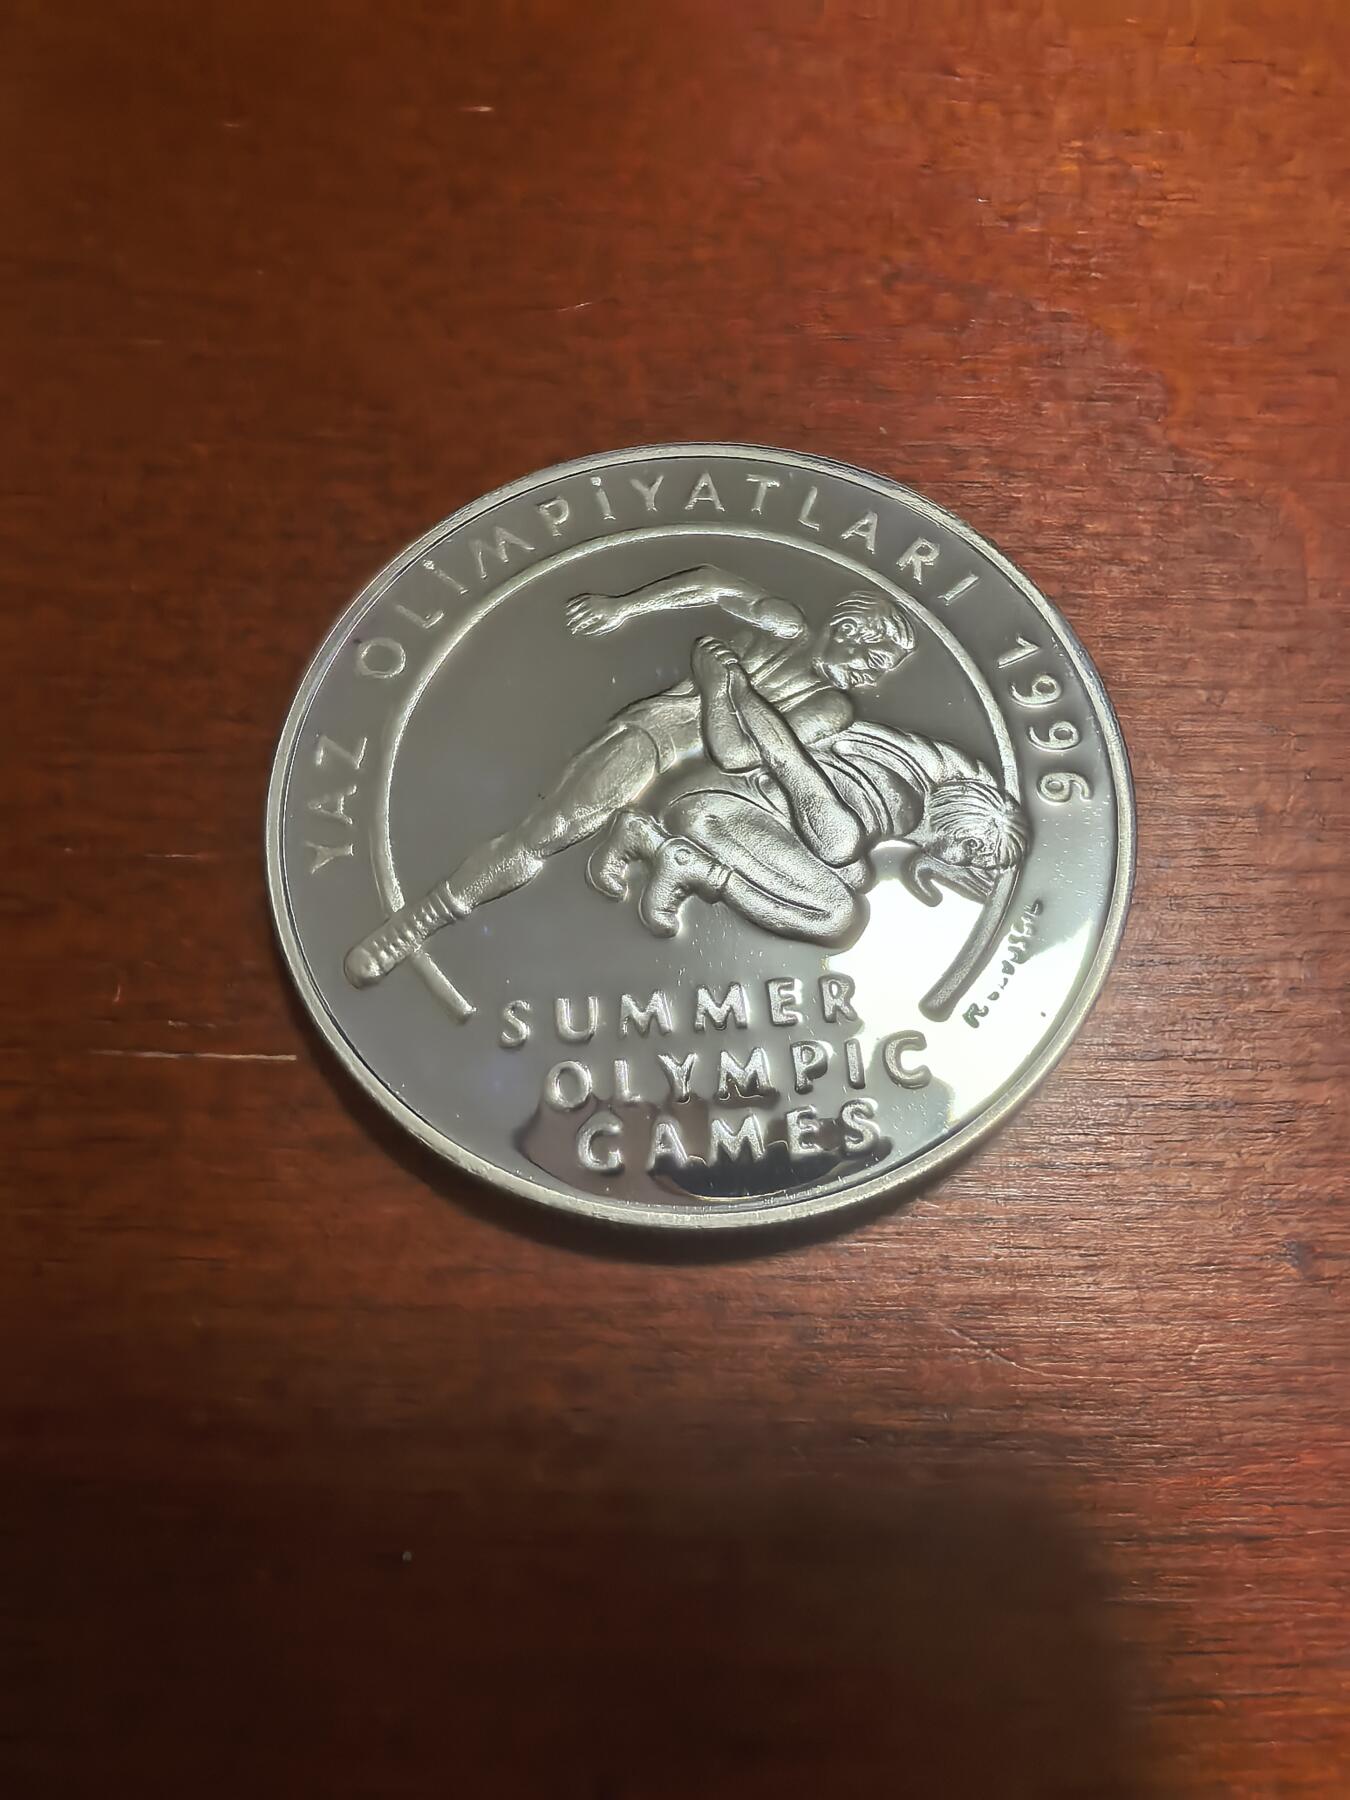 YAZ OLİMPİYATLARI 1996
SUMMER
OLYMPIC
GAMES